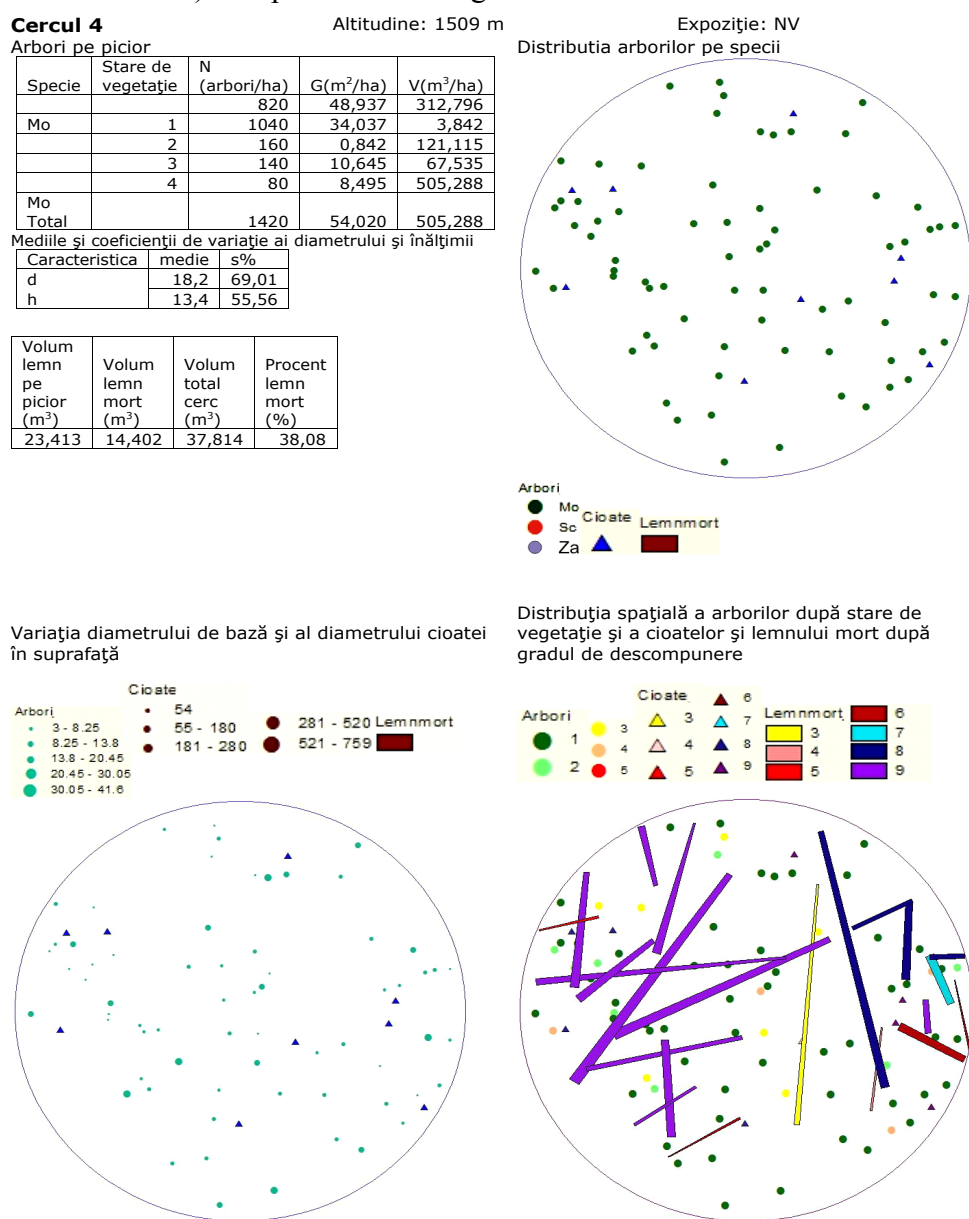 Cercul 4
Altitudine: 1509 m
Expoziţie: NV
Arbori pe picior
Specie | Stare de vegetaţie | N (arbori/ha) | G(m²/ha) | V(m³/ha)
820 | 48,937 | 312,796
Mo | 1 | 1040 | 34,037 | 3,842
2 | 160 | 0,842 | 121,115
3 | 140 | 10,645 | 67,535
4 | 80 | 8,495 | 505,288
Mo Total | 1420 | 54,020 | 505,288
Mediile şi coeficienţii de variaţie ai diametrului şi înălţimii
Caracteristica | medie | s%
d | 18,2 | 69,01
h | 13,4 | 55,56
Volum lemn pe picior (m³) | Volum lemn mort (m³) | Volum total cerc (m³) | Procent lemn mort (%)
23,413 | 14,402 | 37,814 | 38,08
Distributia arborilor pe specii
Arbori
Mo
Sc
Za
Cioate
Lemnmort
Variaţia diametrului de bază şi al diametrului cioatei
în suprafaţă
Arbori
3 - 8.25
8.25 - 13.8
13.8 - 20.45
20.45 - 30.05
30.05 - 41.6
Cioate
54
55 - 180
181 - 280
281 - 520
521 - 759
Lemnmort
Distribuţia spaţială a arborilor după stare de
vegetaţie şi a cioatelor şi lemnului mort după
gradul de descompunere
Arbori
1
2
3
4
5
Cioate
3
4
5
6
7
8
9
Lemnmort
3
4
5
6
7
8
9